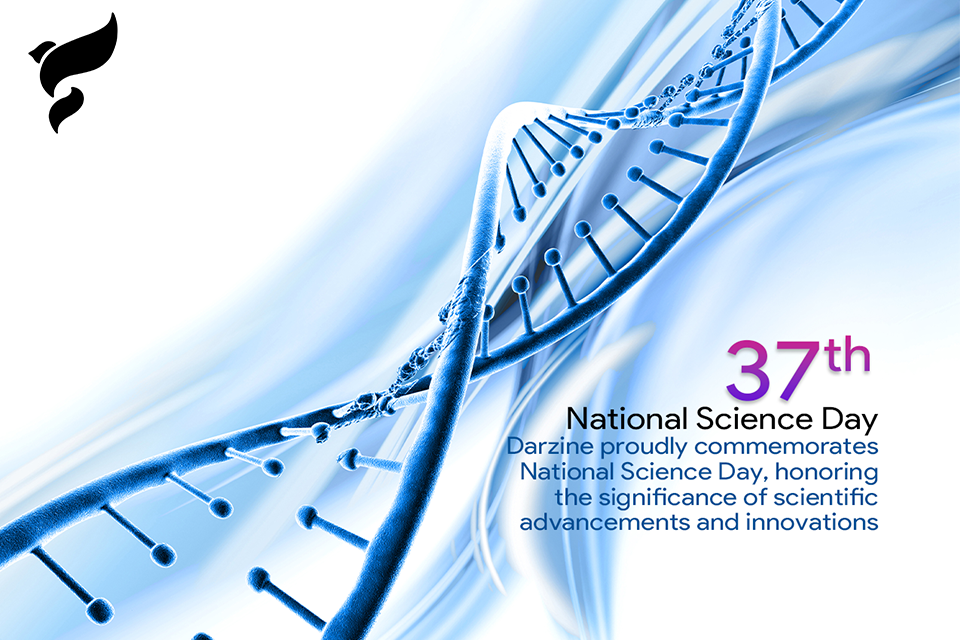 37th
National Science Day
Darzine proudly commemorates
National Science Day, honoring
the significance of scientific
advancements and innovations